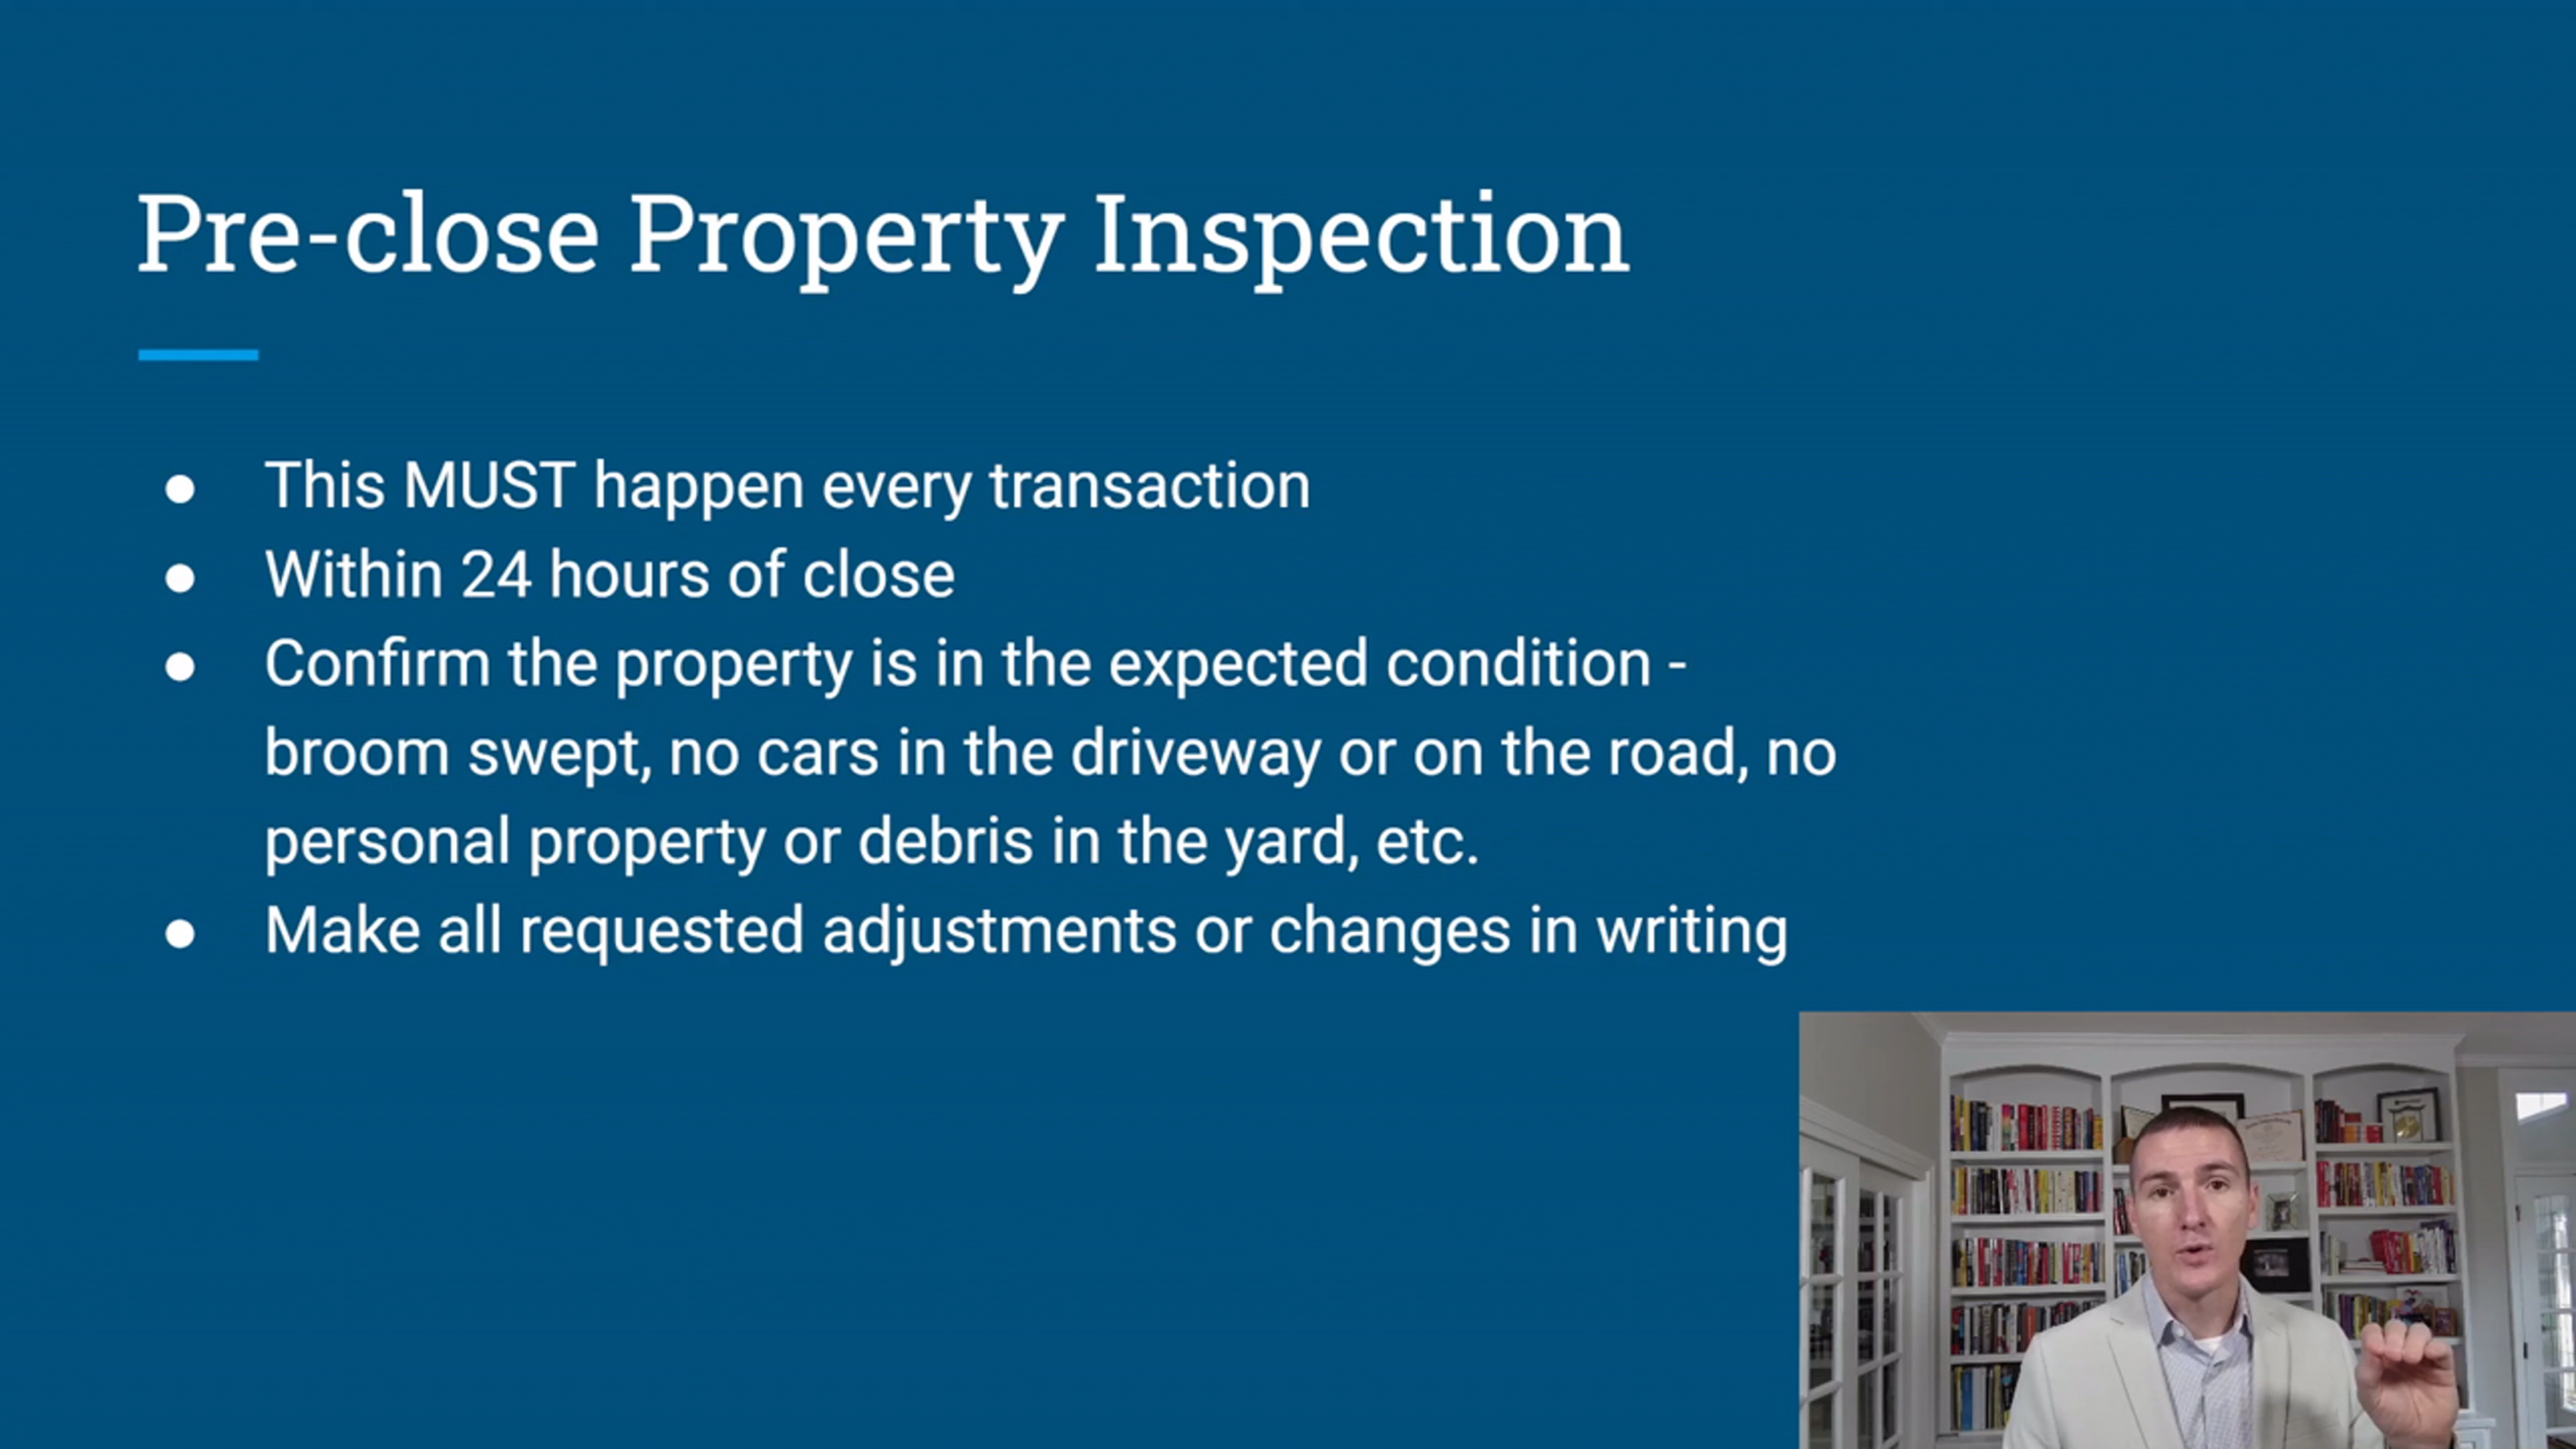 Pre-close Property Inspection
● This MUST happen every transaction
● Within 24 hours of close
● Confirm the property is in the expected condition -
broom swept, no cars in the driveway or on the road, no
personal property or debris in the yard, etc.
● Make all requested adjustments or changes in writing